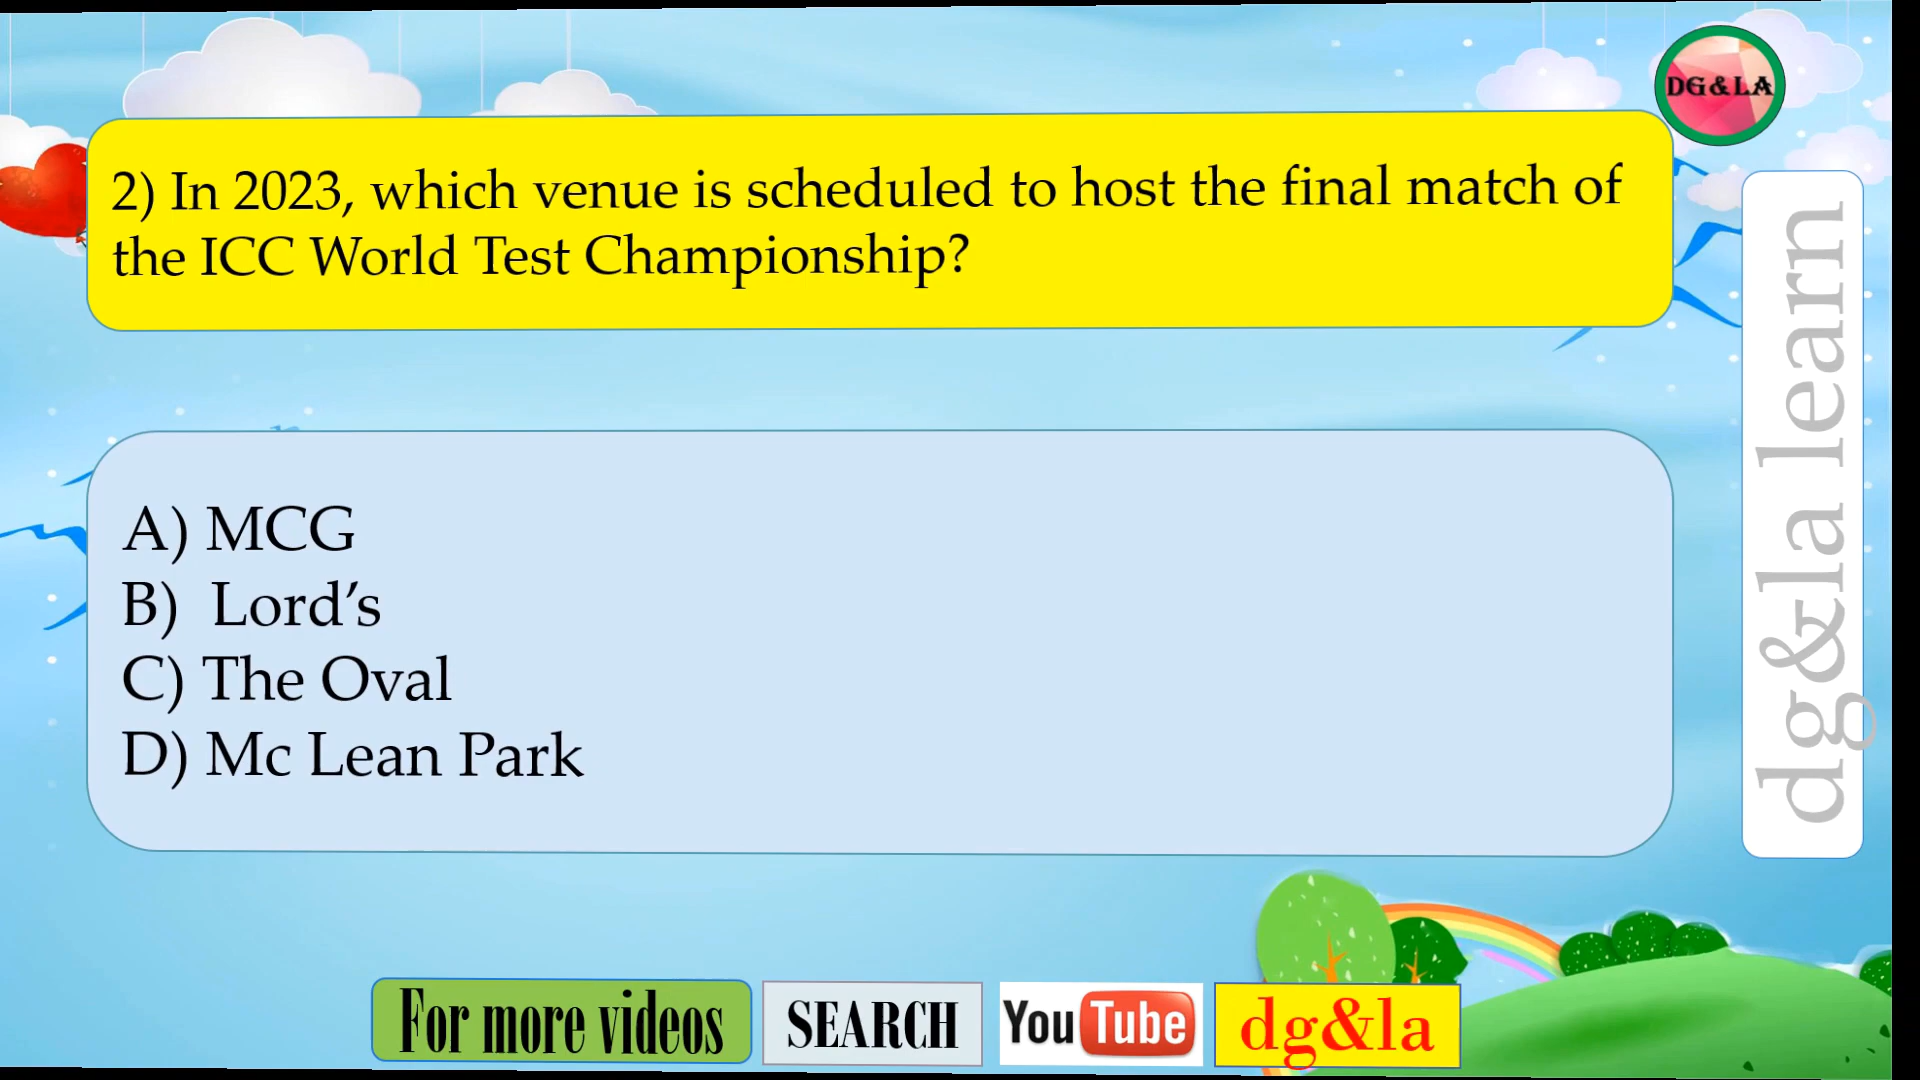 DG&LA
2) In 2023, which venue is scheduled to host the final match of
the ICC World Test Championship?
A) MCG
B) Lord’s
C) The Oval
D) Mc Lean Park
dg&la learn
For more videos
SEARCH
YouTube
dg&la